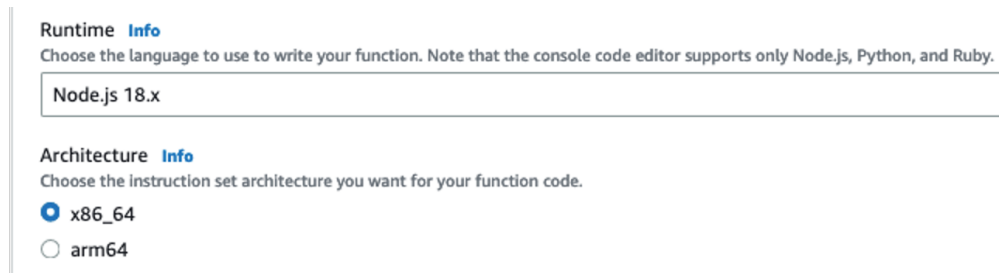 Runtime Info
Choose the language to use to write your function. Note that the console code editor supports only Node.js, Python, and Ruby.
Node.js 18.x
Architecture Info
Choose the instruction set architecture you want for your function code.
x86_64
arm64